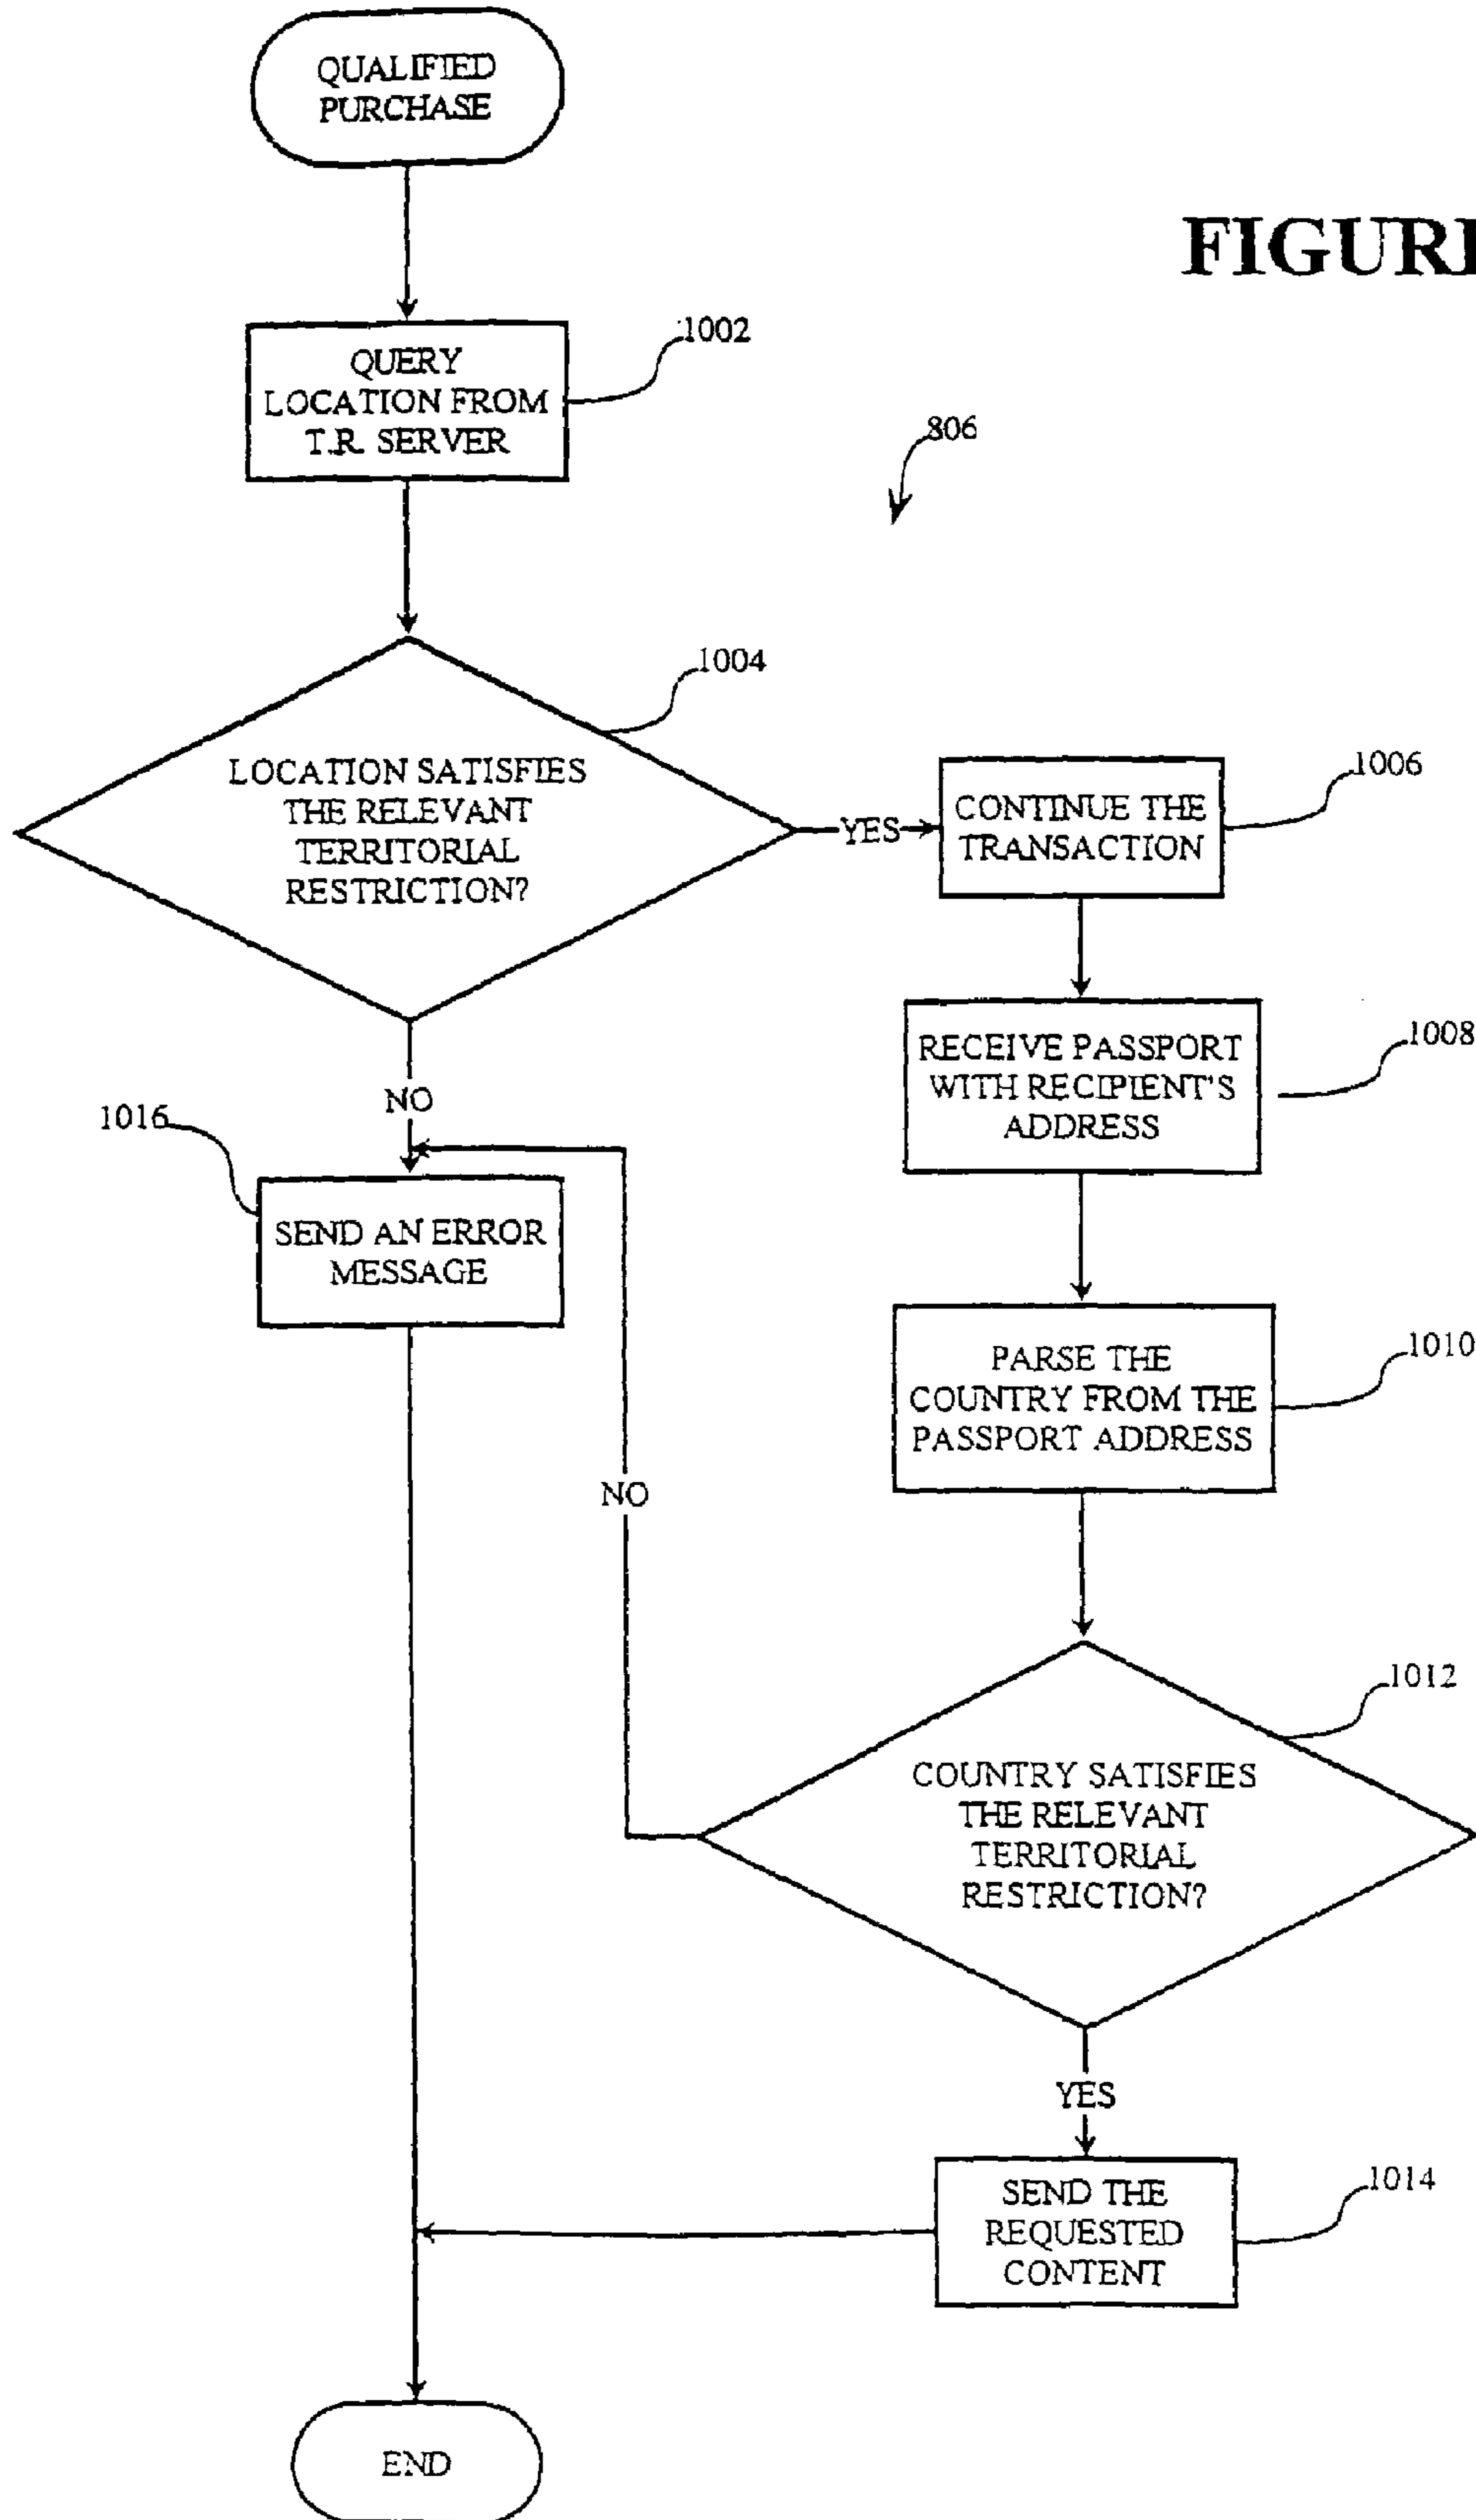 QUALIFIED
PURCHASE
FIGURE
QUERY
LOCATION FROM
T.R. SERVER
1002
806
LOCATION SATISFIES
THE RELEVANT
TERRITORIAL
RESTRICTION?
1004
YES
CONTINUE THE
TRANSACTION
1006
RECEIVE PASSPORT
WITH RECIPIENT'S
ADDRESS
1008
NO
1016
SEND AN ERROR
MESSAGE
PARSE THE
COUNTRY FROM THE
PASSPORT ADDRESS
1010
NO
COUNTRY SATISFIES
THE RELEVANT
TERRITORIAL
RESTRICTION?
1012
YES
SEND THE
REQUESTED
CONTENT
1014
END